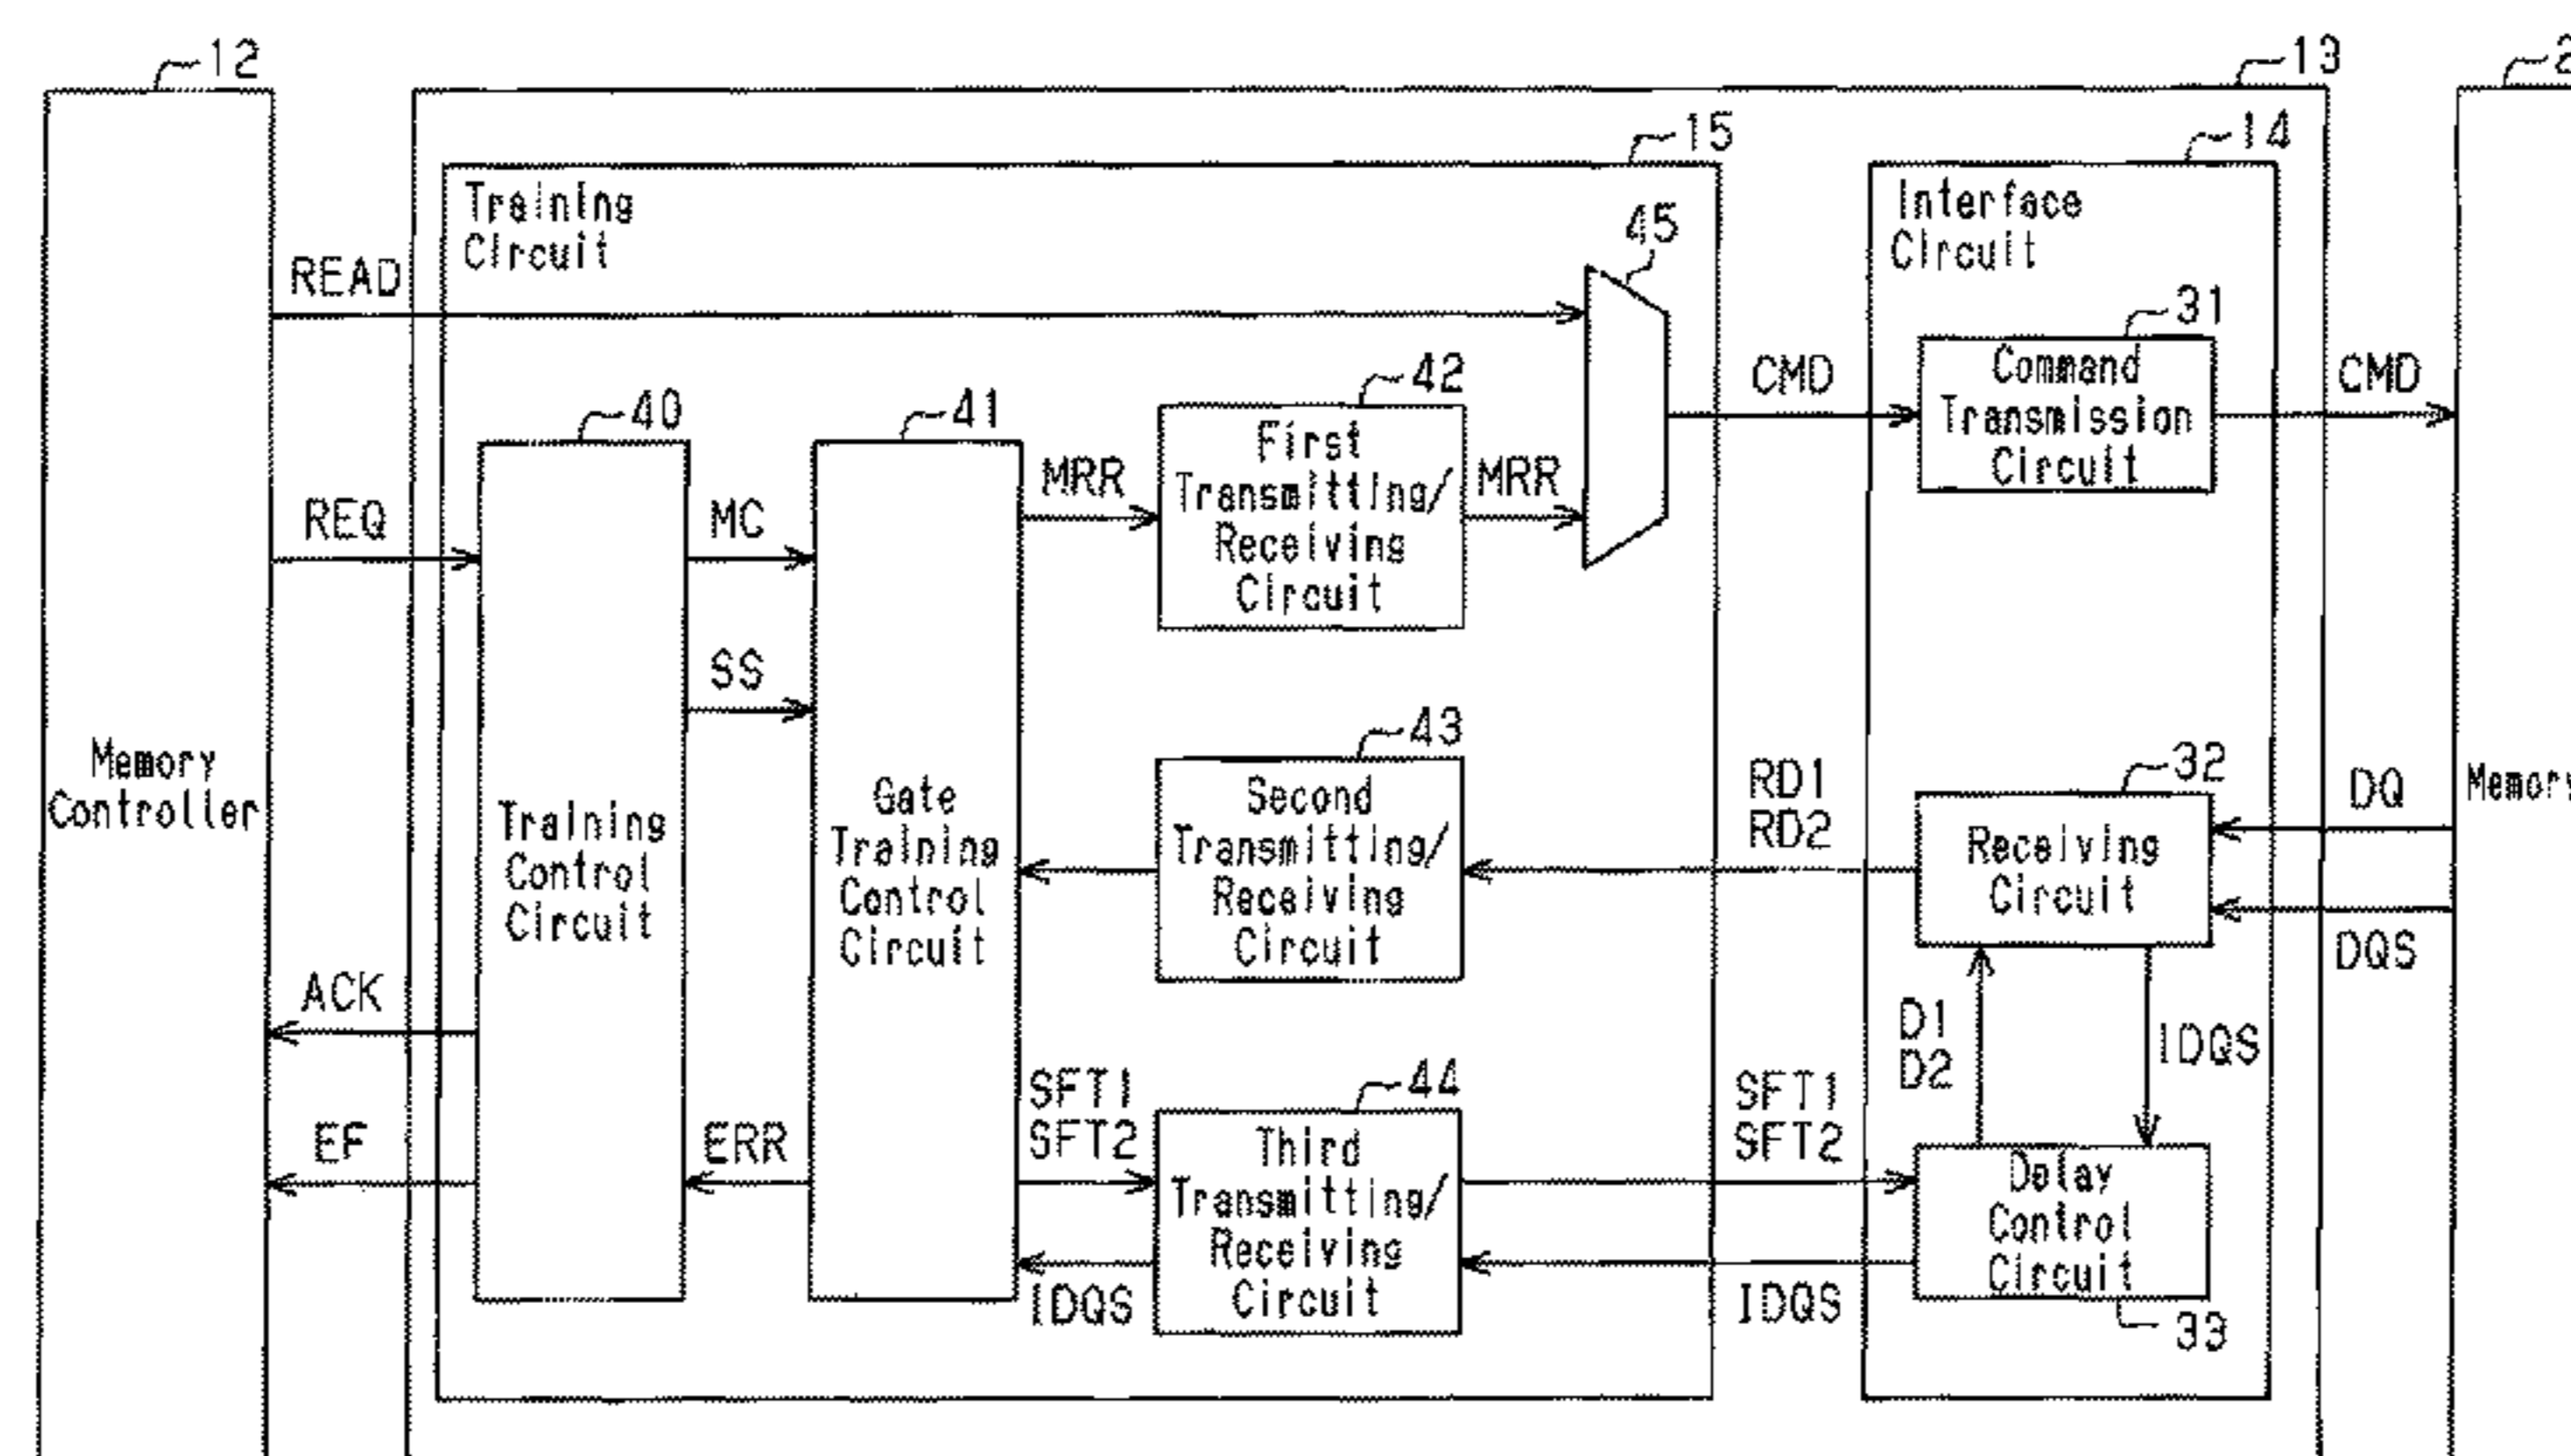 12
13
2
15
14
Training
Circuit
Interface
Circuit
45
READ
31
Command
Transmission
Circuit
CMD
CMD
42
First
Transmitting/
Receiving
Circuit
MRR
MRR
40
41
REQ
MC
SS
Memory
Controller
Training
Control
Circuit
Gate
Training
Control
Circuit
43
Second
Transmitting/
Receiving
Circuit
RD1
RD2
32
Receiving
Circuit
DQ
DQS
Memory
ACK
EF
ERR
SFT1
SFT2
44
Third
Transmitting/
Receiving
Circuit
IDQS
SFT1
SFT2
IDQS
D1
D2
IDQS
Delay
Control
Circuit
33